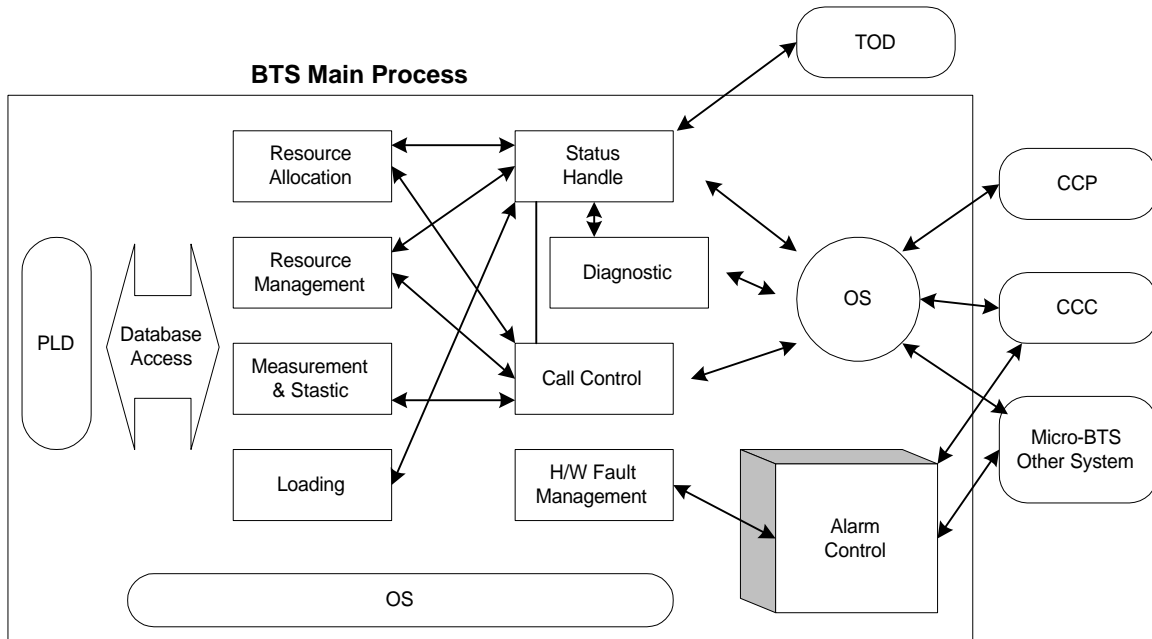 TOD
BTS Main Process
Resource
Allocation
Status
Handle
CCP
Resource
Management
Diagnostic
OS
CCC
PLD
Database
Access
Measurement
& Stastic
Call Control
Micro-BTS
Other System
Loading
H/W Fault
Management
Alarm
Control
OS